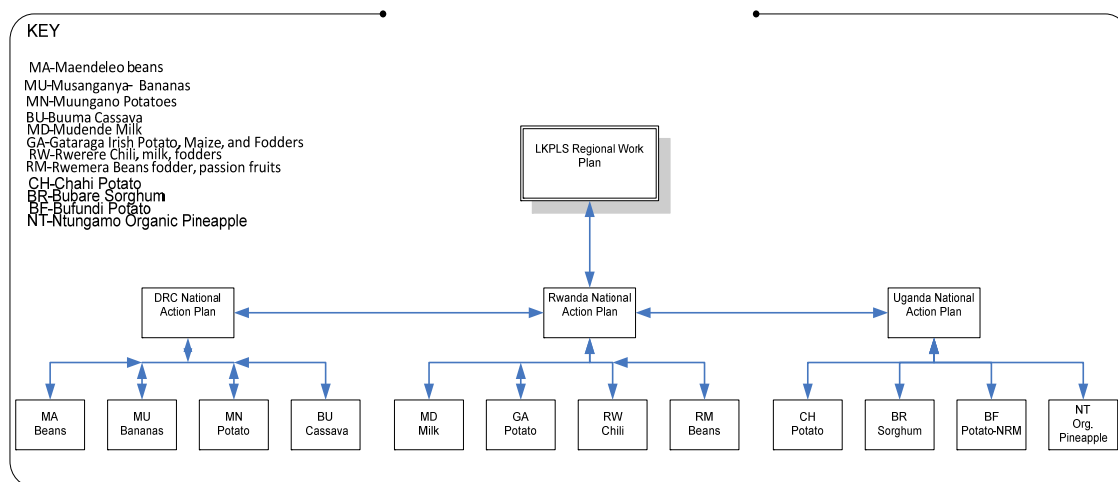 KEY
MA-Maendeleo beans
MU-Musanganya- Bananas
MN-Muungano Potatoes
BU-Buuma Cassava
MD-Mudende Milk
GA-Gataraga Irish Potato, Maize, and Fodders
RW-Rwerere Chili, milk, fodders
RM-Rwemera Beans fodder, passion fruits
CH-Chahi Potato
BR-Bubare Sorghum
BF-Bufundi Potato
NT-Ntungamo Organic Pineapple
LKPLS Regional Work
Plan
DRC National
Action Plan
Rwanda National
Action Plan
Uganda National
Action Plan
MA
Beans
MU
Bananas
MN
Potato
BU
Cassava
MD
Milk
GA
Potato
RW
Chili
RM
Beans
CH
Potato
BR
Sorghum
BF
Potato-NRM
NT
Org.
Pineapple